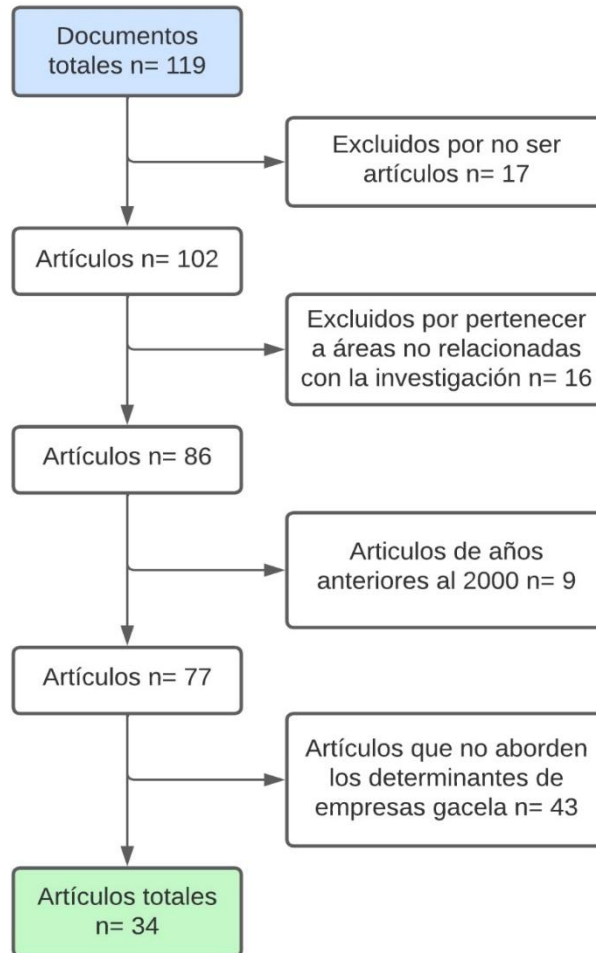 Documentos
totales n= 119
Excluidos por no ser
artículos n= 17
Artículos n= 102
Excluidos por pertenecer
a áreas no relacionadas
con la investigación n= 16
Artículos n= 86
Articulos de años
anteriores al 2000 n= 9
Artículos n= 77
Artículos que no aborden
los determinantes de
empresas gacela n= 43
Artículos totales
n= 34